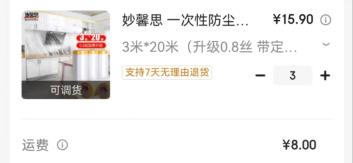 妙馨思 一次性防尘... ¥15.90
3米*20米（升级0.8丝 带定...
支持7天无理由退货
3
可调货
运费 ¥8.00